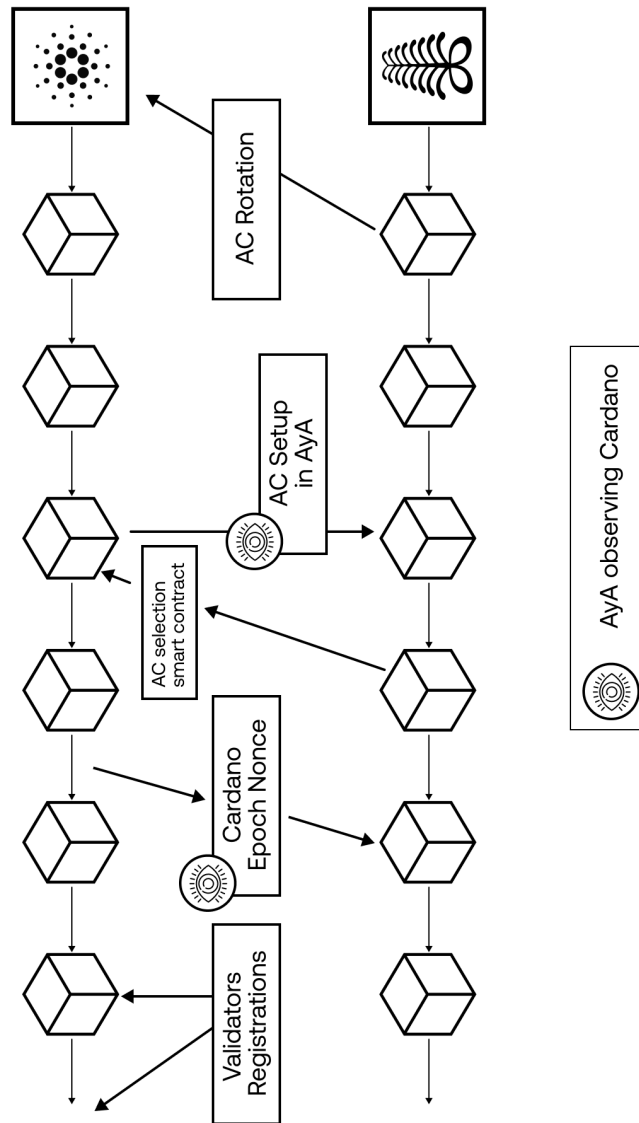 AC Rotation
AC Setup
in AyA
AC selection
smart contract
Cardano
Epoch Nonce
Validators
Registrations
AyA observing Cardano